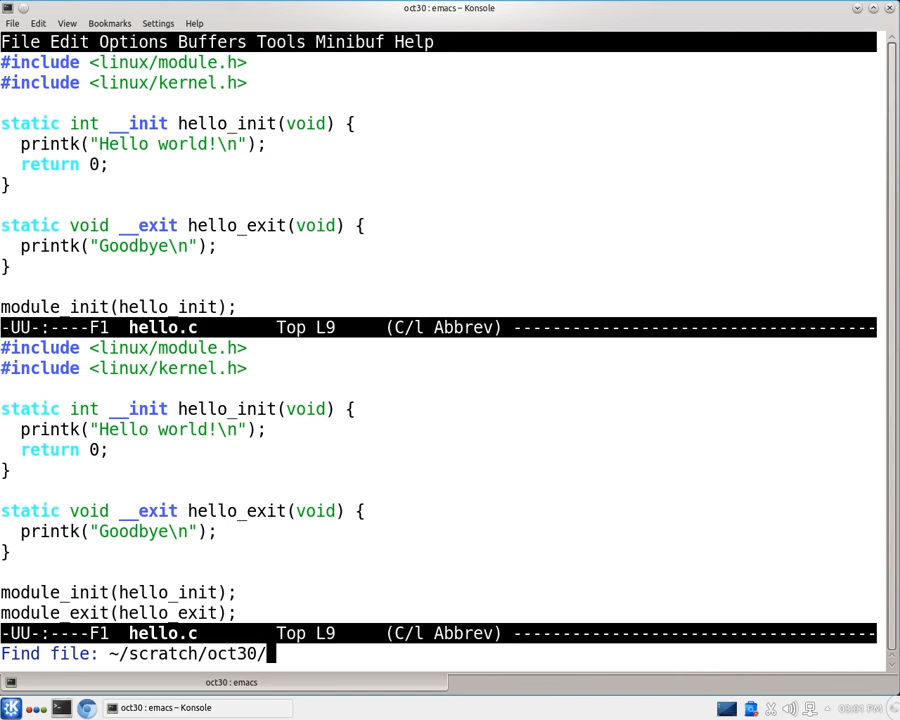 oct30 : emacs – Konsole
File Edit View Bookmarks Settings Help
File Edit Options Buffers Tools Minibuf Help
#include <linux/module.h>
#include <linux/kernel.h>
static int __init hello_init(void) {
  printk("Hello world!\n");
  return 0;
}
static void __exit hello_exit(void) {
  printk("Goodbye\n");
}
module_init(hello_init);
-UU-:----F1  hello.c        Top L9     (C/l Abbrev) -------------------------------------
#include <linux/module.h>
#include <linux/kernel.h>
static int __init hello_init(void) {
  printk("Hello world!\n");
  return 0;
}
static void __exit hello_exit(void) {
  printk("Goodbye\n");
}
module_init(hello_init);
module_exit(hello_exit);
-UU-:----F1  hello.c        Top L9     (C/l Abbrev) -------------------------------------
Find file: ~/scratch/oct30/
oct30 : emacs
oct30 : emacs – Konsole
03:01 PM